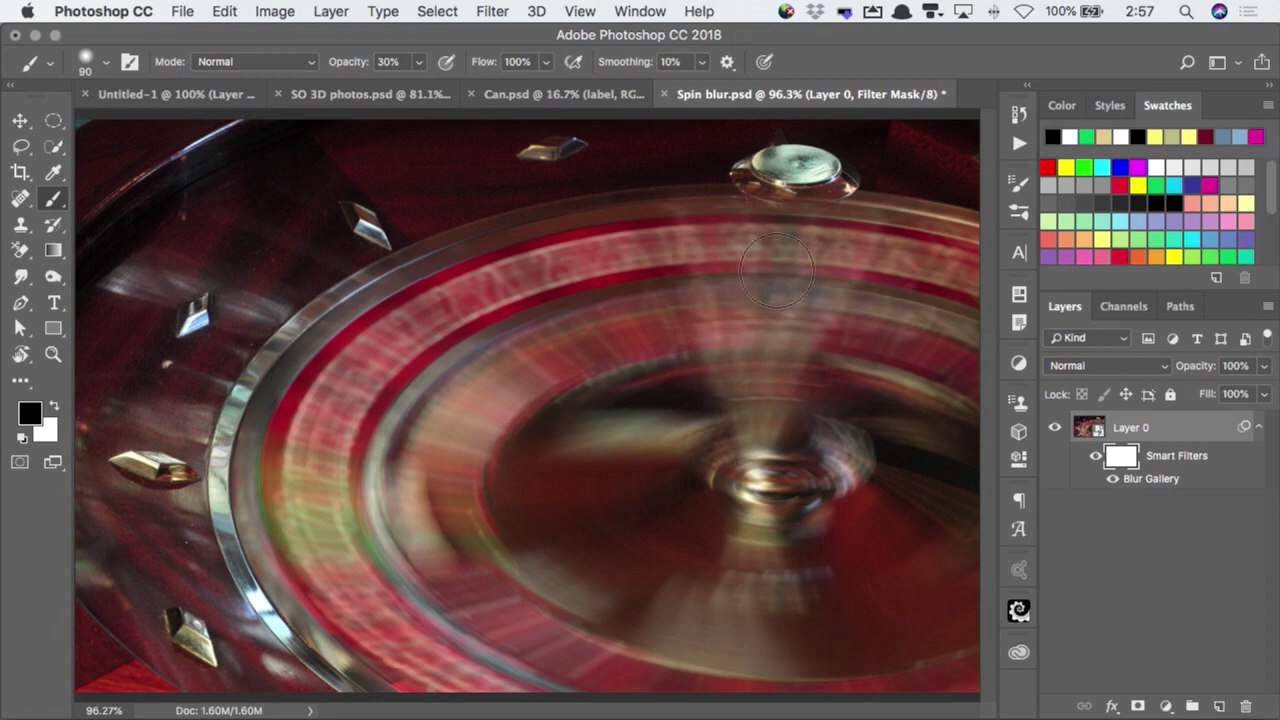 Photoshop CC File Edit Image Layer Type Select Filter 3D View Window Help 100% 2:57
Adobe Photoshop CC 2018
90 Mode: Normal Opacity: 30% Flow: 100% Smoothing: 10%
Untitled-1 @ 100% (Layer ... SO 3D photos.psd @ 81.1%... Can.psd @ 16.7% (label, RG... Spin blur.psd @ 96.3% (Layer 0, Filter Mask/8) *
Color Styles Swatches
Layers Channels Paths
Kind
Normal Opacity: 100%
Lock: Fill: 100%
Layer 0
Smart Filters
Blur Gallery
96.27% Doc: 1.60M/1.60M